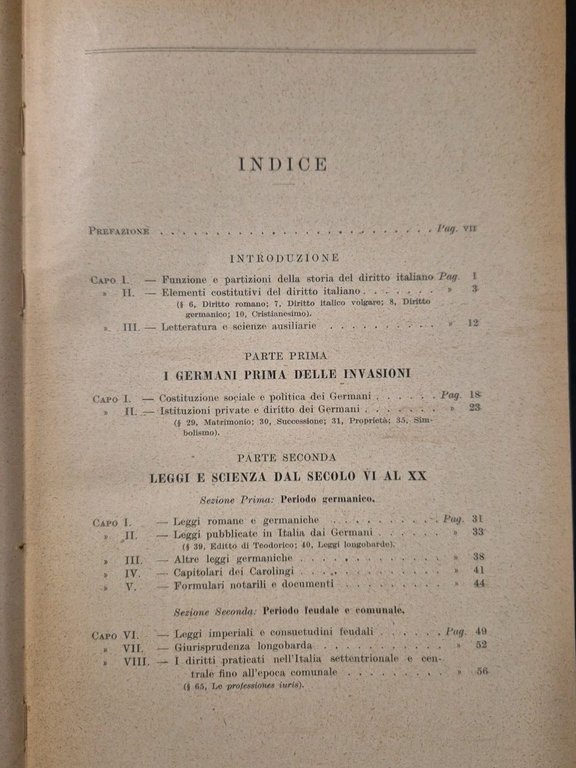 INDICE
PREFAZIONE . . . . . . . . . . . . . . . . . . . . . . . . Pag. VII
INTRODUZIONE
CAPO I. — Funzione e partizioni della storia del diritto italiano Pag. 1
» II. — Elementi costitutivi del diritto italiano . . . . . . . » 3
(§ 6, Diritto romano; 7, Diritto italico volgare; 8, Diritto
germanico; 10, Cristianesimo).
» III. — Letteratura e scienze ausiliarie . . . . . . . . . . » 12
PARTE PRIMA
I GERMANI PRIMA DELLE INVASIONI
CAPO I. — Costituzione sociale e politica dei Germani . . . . . . Pag. 18
» II. — Istituzioni private e diritto dei Germani . . . . . . . » 23
(§ 29, Matrimonio; 30, Successione; 31, Proprietà; 35, Sim-
bolismo).
PARTE SECONDA
LEGGI E SCIENZA DAL SECOLO VI AL XX
Sezione Prima: Periodo germanico.
CAPO I. — Leggi romane e germaniche . . . . . . . . . . Pag. 31
» II. — Leggi pubblicate in Italia dai Germani . . . . . . » 33
(§ 39, Editto di Teodorico; 40, Leggi longobarde).
» III. — Altre leggi germaniche . . . . . . . . . . . . » 38
» IV. — Capitolari dei Carolingi . . . . . . . . . . . . » 41
» V. — Formulari notarili e documenti . . . . . . . . . » 44
Sezione Seconda: Periodo feudale e comunale.
CAPO VI. — Leggi imperiali e consuetudini feudali . . . . . . Pag. 49
» VII. — Giurisprudenza longobarda . . . . . . . . . . . » 52
» VIII. — I diritti praticati nell'Italia settentrionale e cen-
trale fino all'epoca comunale . . . . . . . . . » 56
(§ 65, Le professiones iuris).